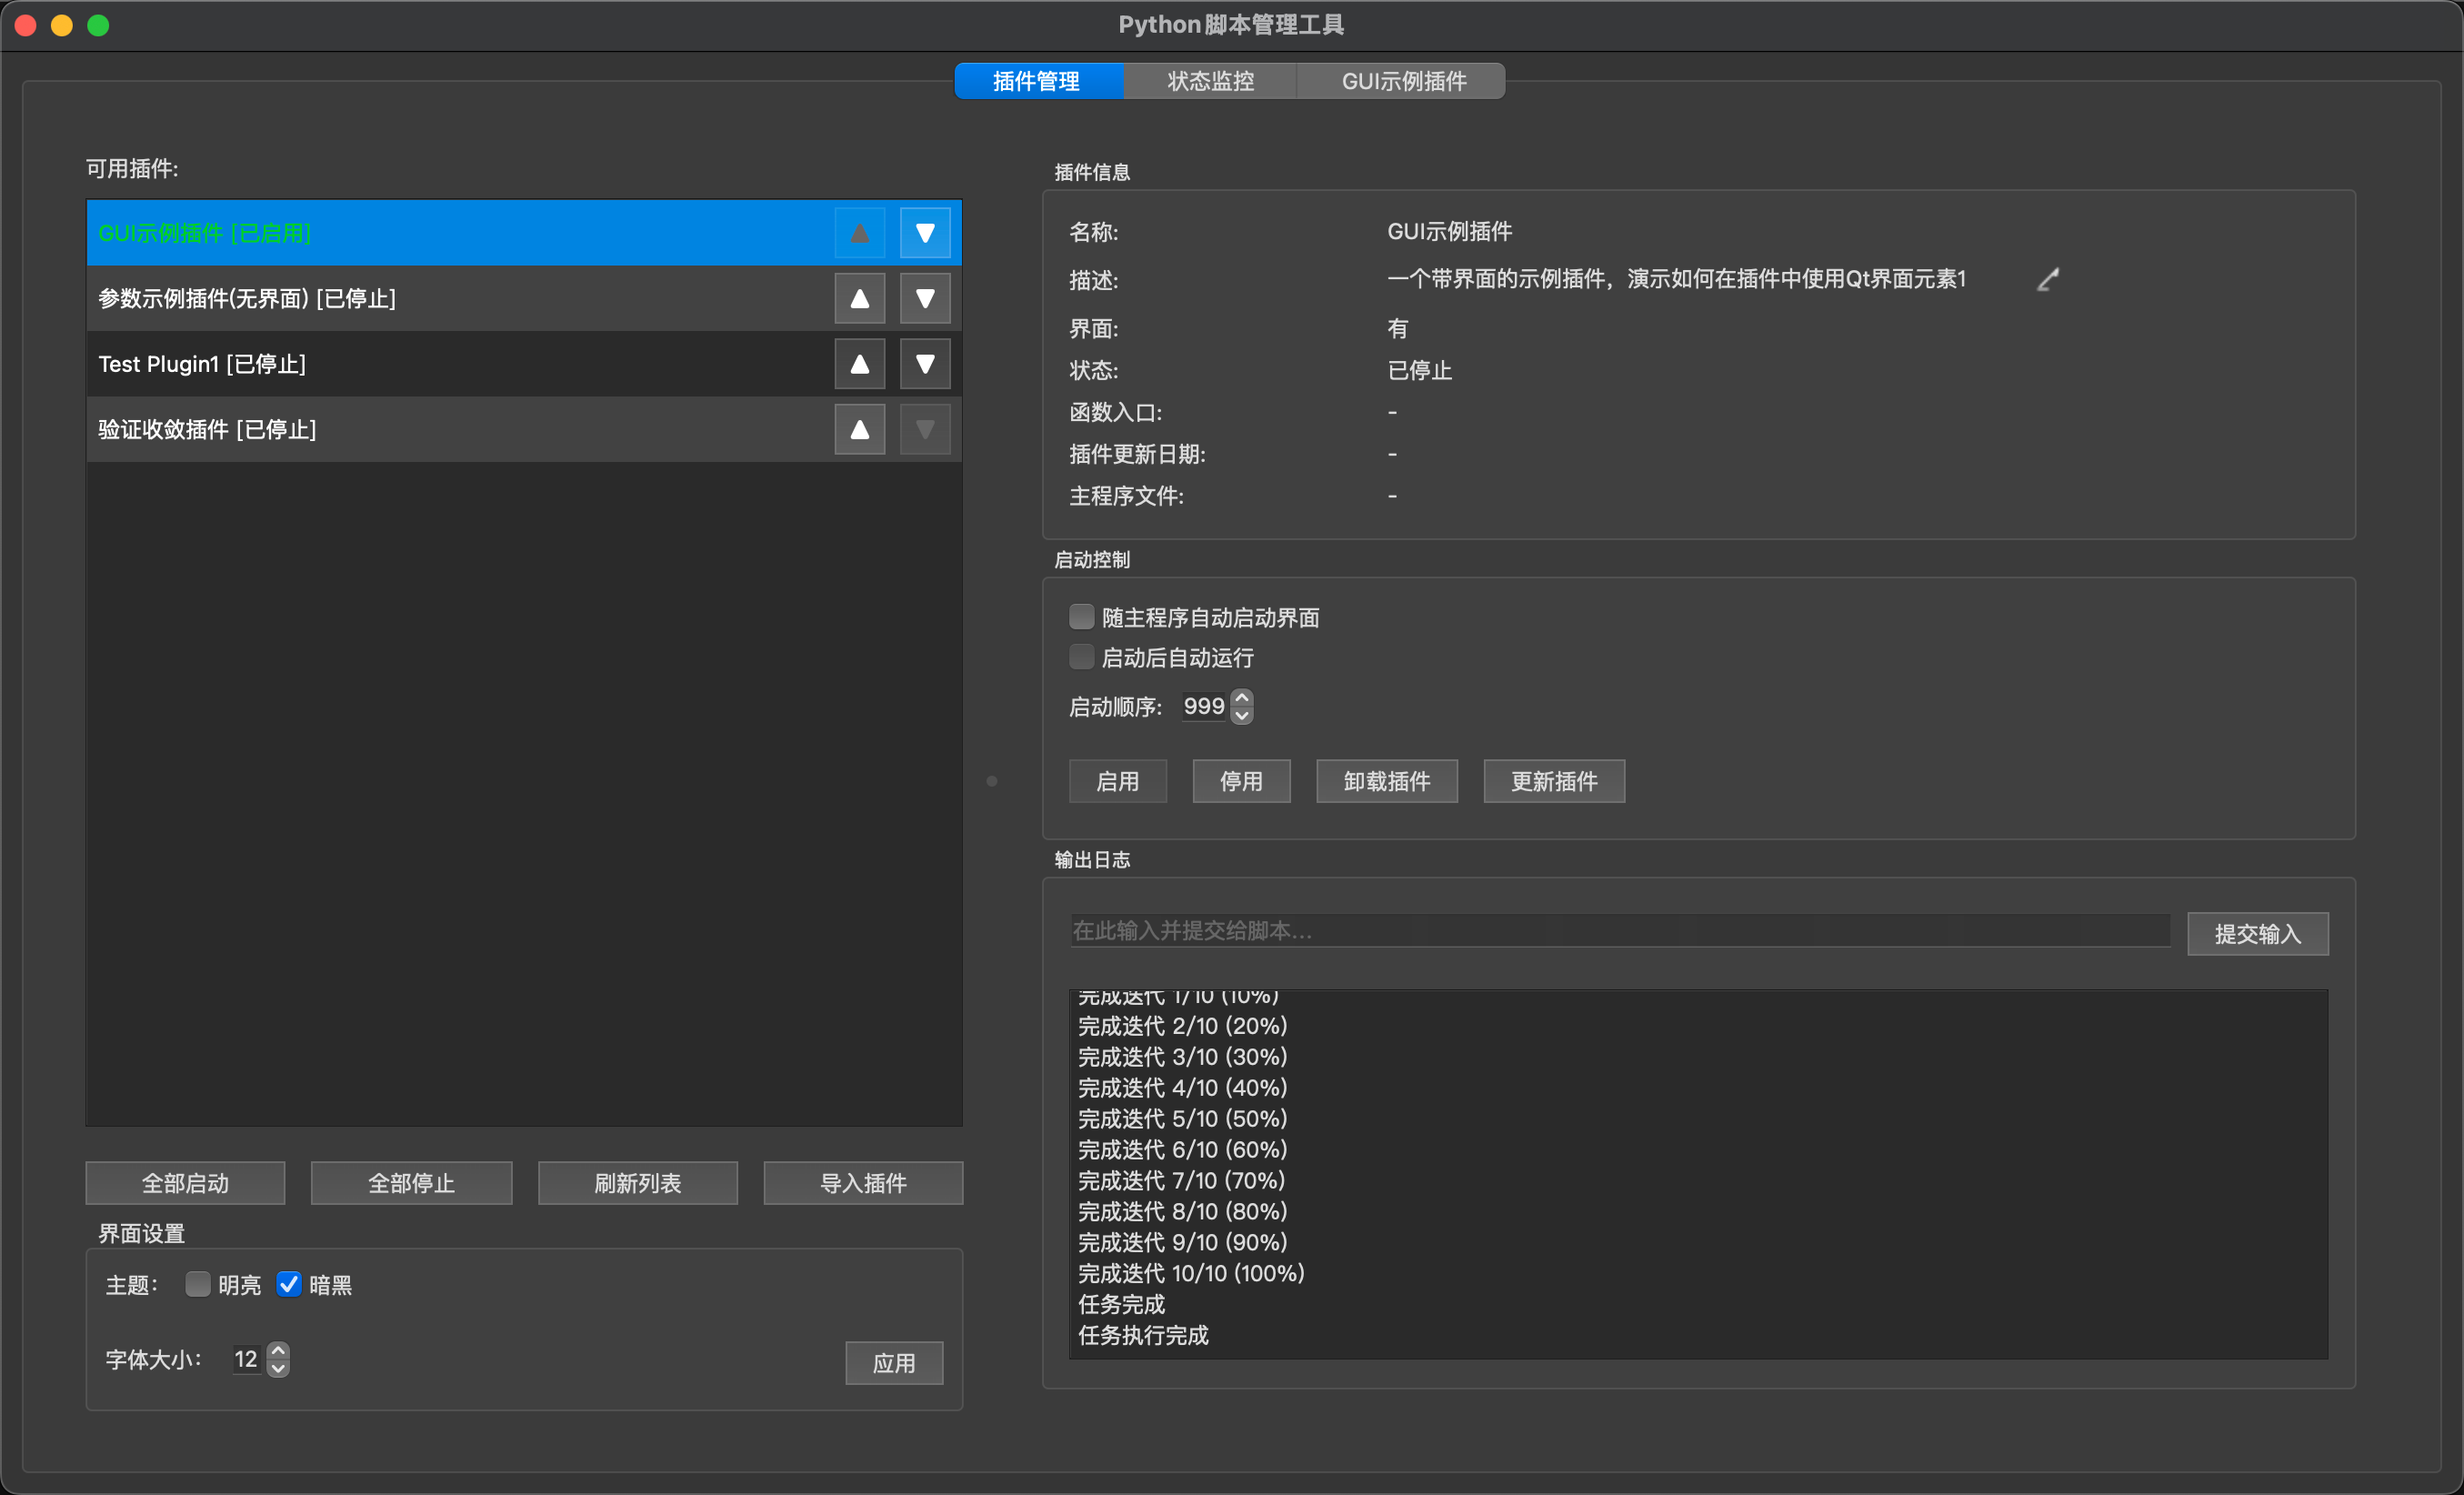 Python脚本管理工具
插件管理 状态监控 GUI示例插件
可用插件:
GUI示例插件 [已启用]
参数示例插件(无界面) [已停止]
Test Plugin1 [已停止]
验证收敛插件 [已停止]
全部启动 全部停止 刷新列表 导入插件
界面设置
主题: 明亮 暗黑
字体大小: 12
应用
插件信息
名称: GUI示例插件
描述: 一个带界面的示例插件，演示如何在插件中使用Qt界面元素1
界面: 有
状态: 已停止
函数入口: -
插件更新日期: -
主程序文件: -
启动控制
随主程序自动启动界面
启动后自动运行
启动顺序: 999
启用 停用 卸载插件 更新插件
输出日志
在此输入并提交给脚本...
提交输入
完成迭代 1/10 (10%)
完成迭代 2/10 (20%)
完成迭代 3/10 (30%)
完成迭代 4/10 (40%)
完成迭代 5/10 (50%)
完成迭代 6/10 (60%)
完成迭代 7/10 (70%)
完成迭代 8/10 (80%)
完成迭代 9/10 (90%)
完成迭代 10/10 (100%)
任务完成
任务执行完成